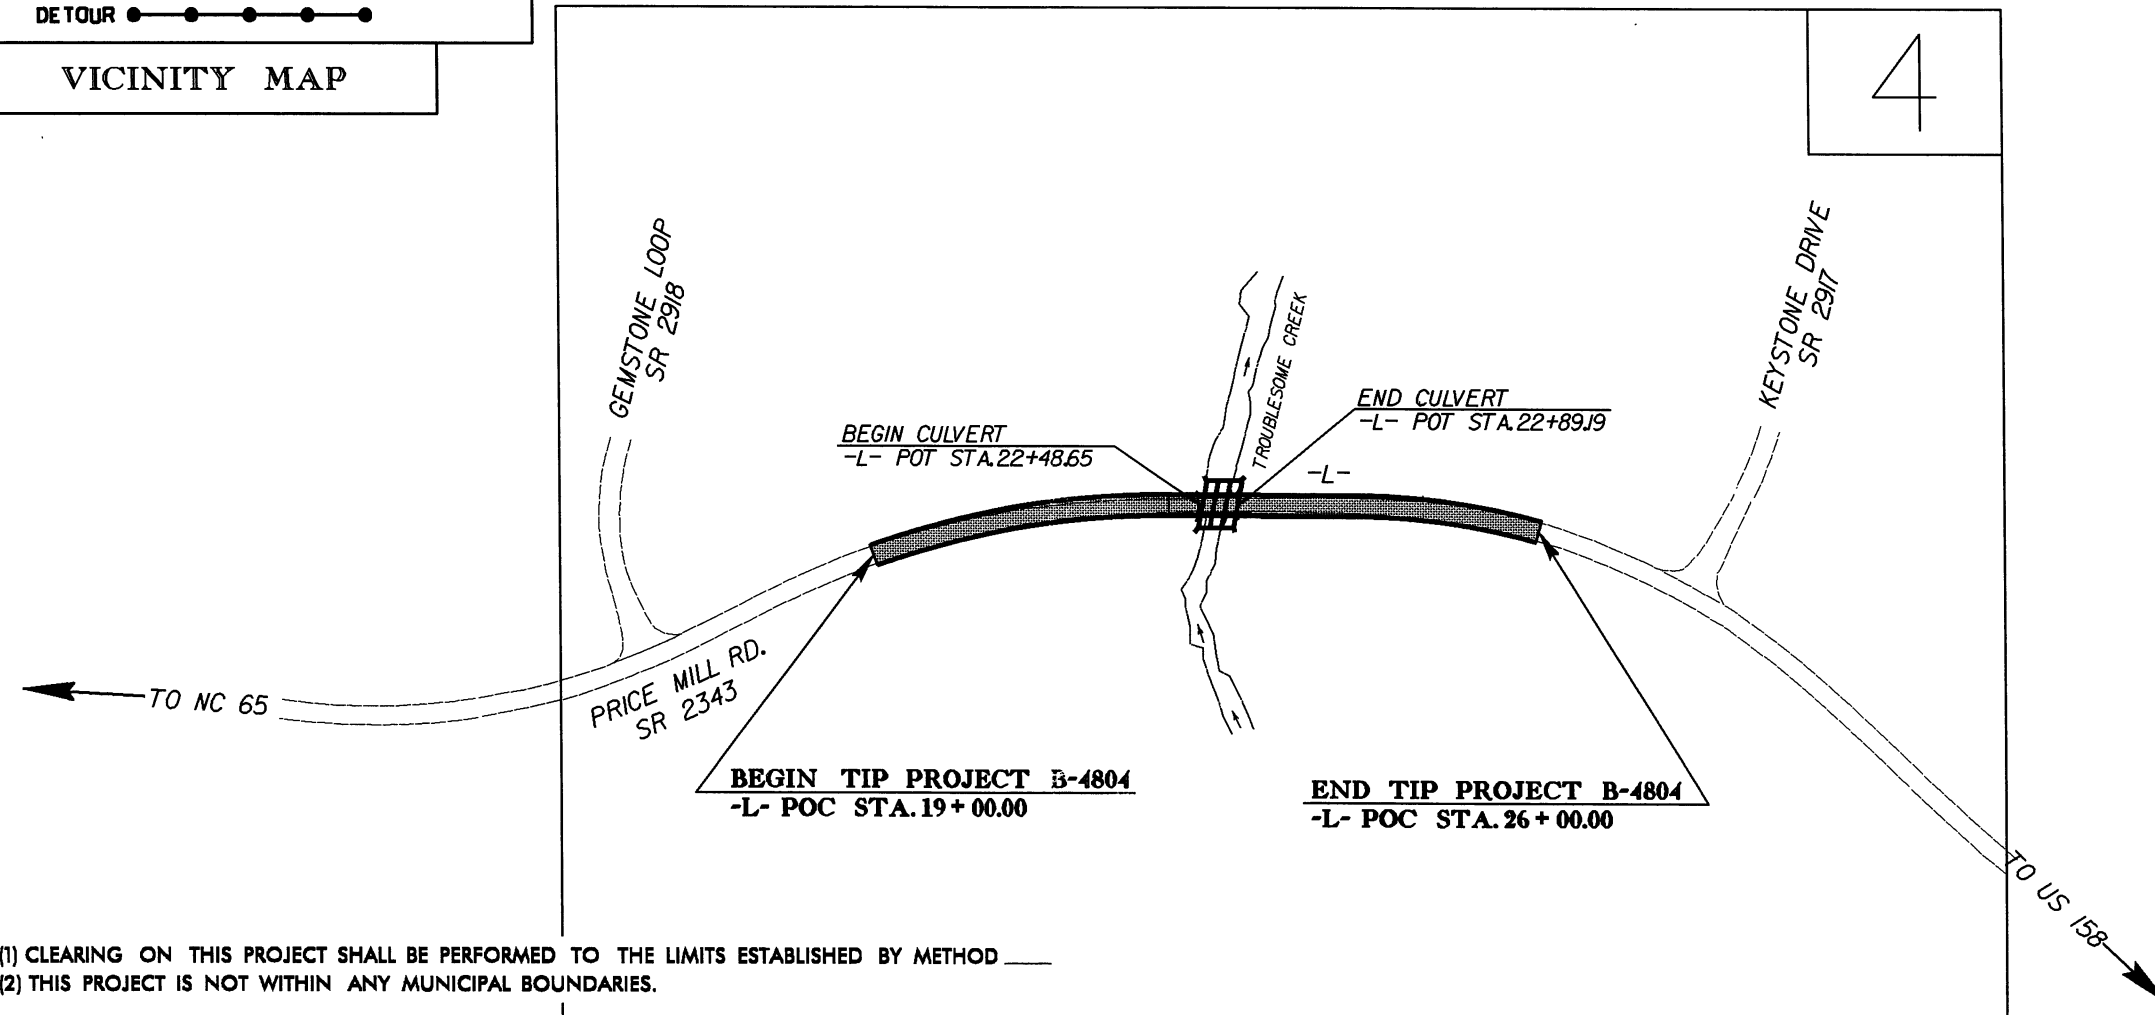 DETOUR
VICINITY MAP
4
GEMSTONE LOOP
SR 2918
KEYSTONE DRIVE
SR 2917
TROUBLESOME CREEK
BEGIN CULVERT
-L- POT STA. 22+48.65
END CULVERT
-L- POT STA. 22+89.19
-L-
TO NC 65
PRICE MILL RD.
SR 2343
BEGIN TIP PROJECT B-4804
-L- POC STA. 19+00.00
END TIP PROJECT B-4804
-L- POC STA. 26+00.00
TO US 158
(1) CLEARING ON THIS PROJECT SHALL BE PERFORMED TO THE LIMITS ESTABLISHED BY METHOD ____
(2) THIS PROJECT IS NOT WITHIN ANY MUNICIPAL BOUNDARIES.